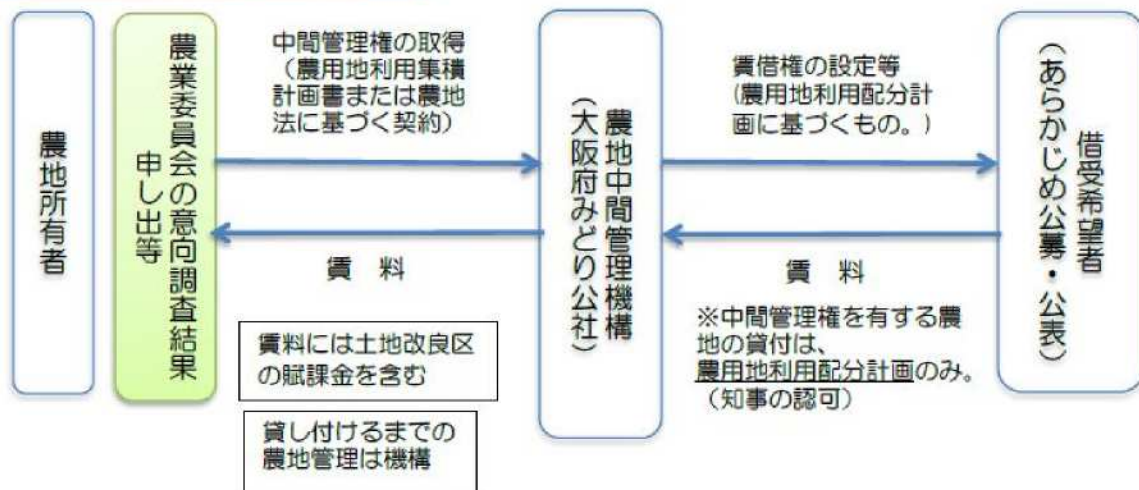 農地所有者
農業委員会の意向調査結果
申し出等
中間管理権の取得
（農用地利用集積
計画書または農地
法に基づく契約）
賃　料
賃料には土地改良区
の賦課金を含む
貸し付けるまでの
農地管理は機構
農地中間管理機構
（大阪府みどり公社）
賃借権の設定等
(農用地利用配分計
画に基づくもの。)
賃　料
※中間管理権を有する農
地の貸付は、
農用地利用配分計画のみ。
（知事の認可）
借受希望者
（あらかじめ公募・公表）